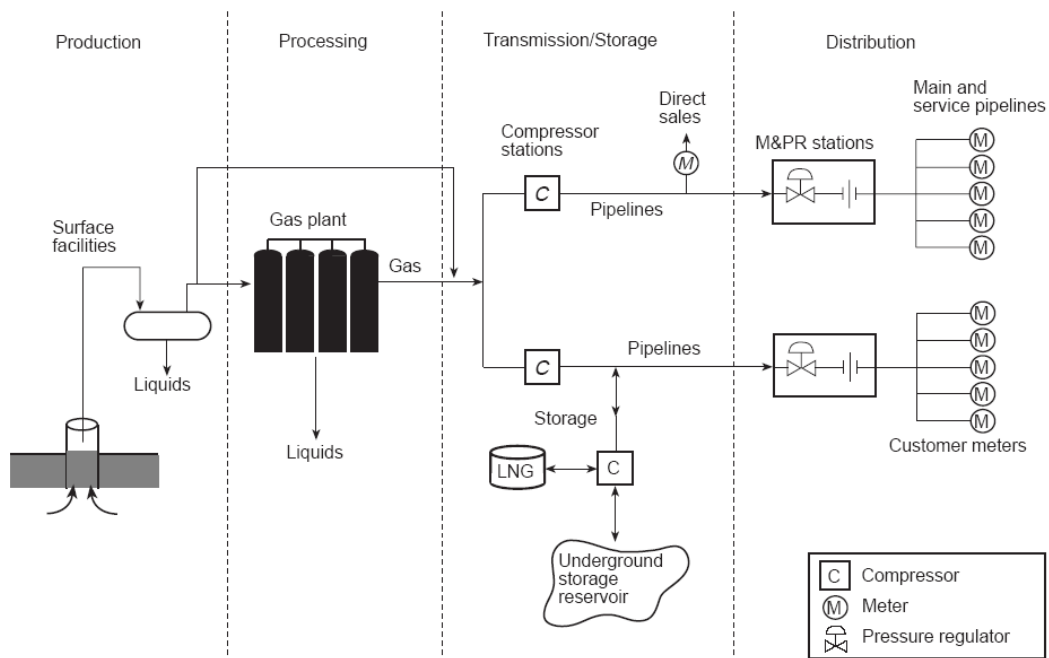 Production
Processing
Transmission/Storage
Distribution
Surface
facilities
Liquids
Gas plant
Gas
Liquids
Compressor
stations
C
Pipelines
Direct
sales
M
C
Pipelines
Storage
LNG
C
Underground
storage
reservoir
M&PR stations
Main and
service pipelines
M
M
M
M
M
M
M
M
M
M
Customer meters
C Compressor
M Meter
Pressure regulator